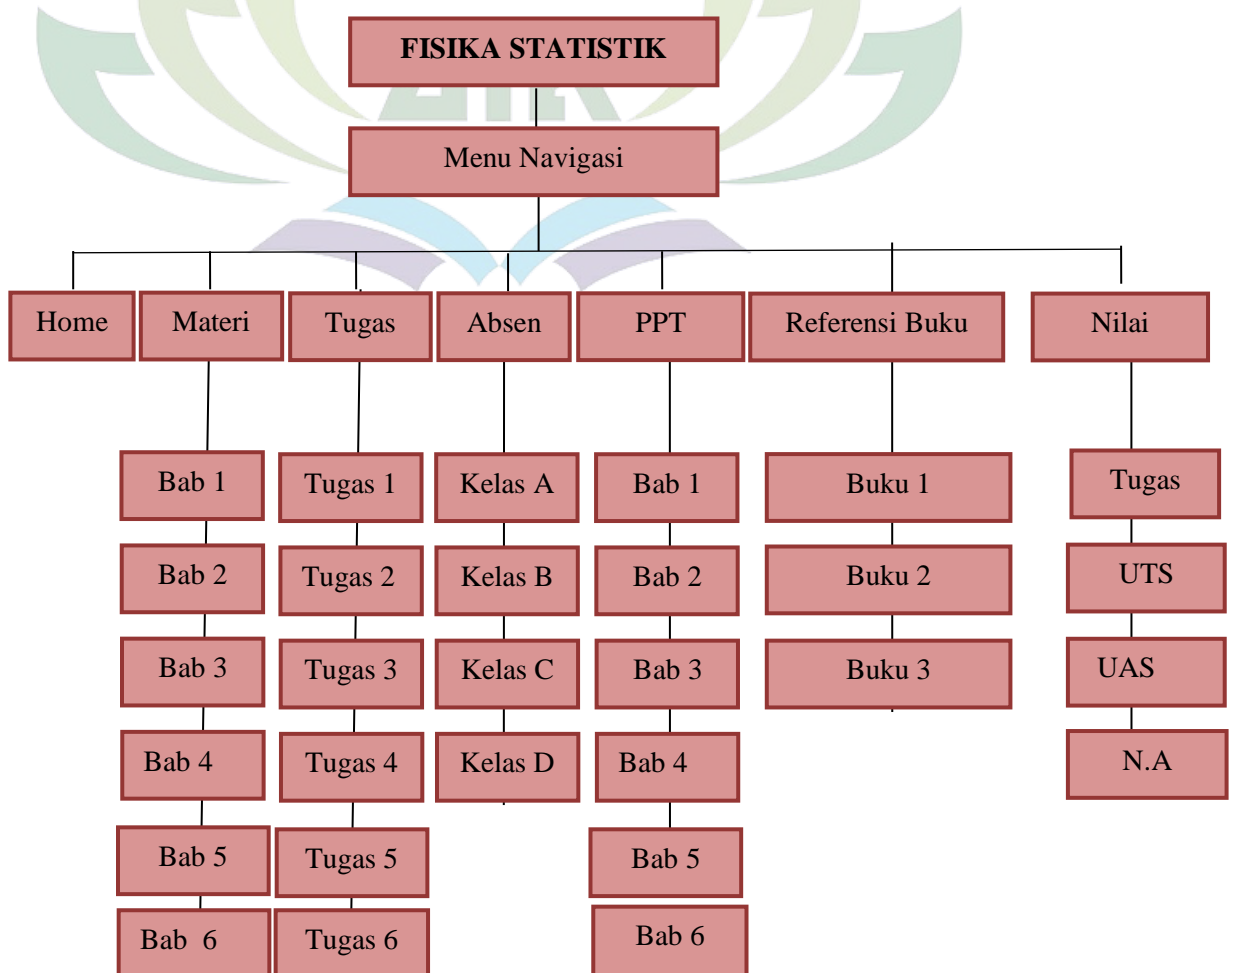 FISIKA STATISTIK
Menu Navigasi
Home
Materi
Tugas
Absen
PPT
Referensi Buku
Nilai
Bab 1
Tugas 1
Kelas A
Bab 1
Buku 1
Tugas
Bab 2
Tugas 2
Kelas B
Bab 2
Buku 2
UTS
Bab 3
Tugas 3
Kelas C
Bab 3
Buku 3
UAS
Bab 4
Tugas 4
Kelas D
Bab 4
N.A
Bab 5
Tugas 5
Bab 5
Bab 6
Tugas 6
Bab 6